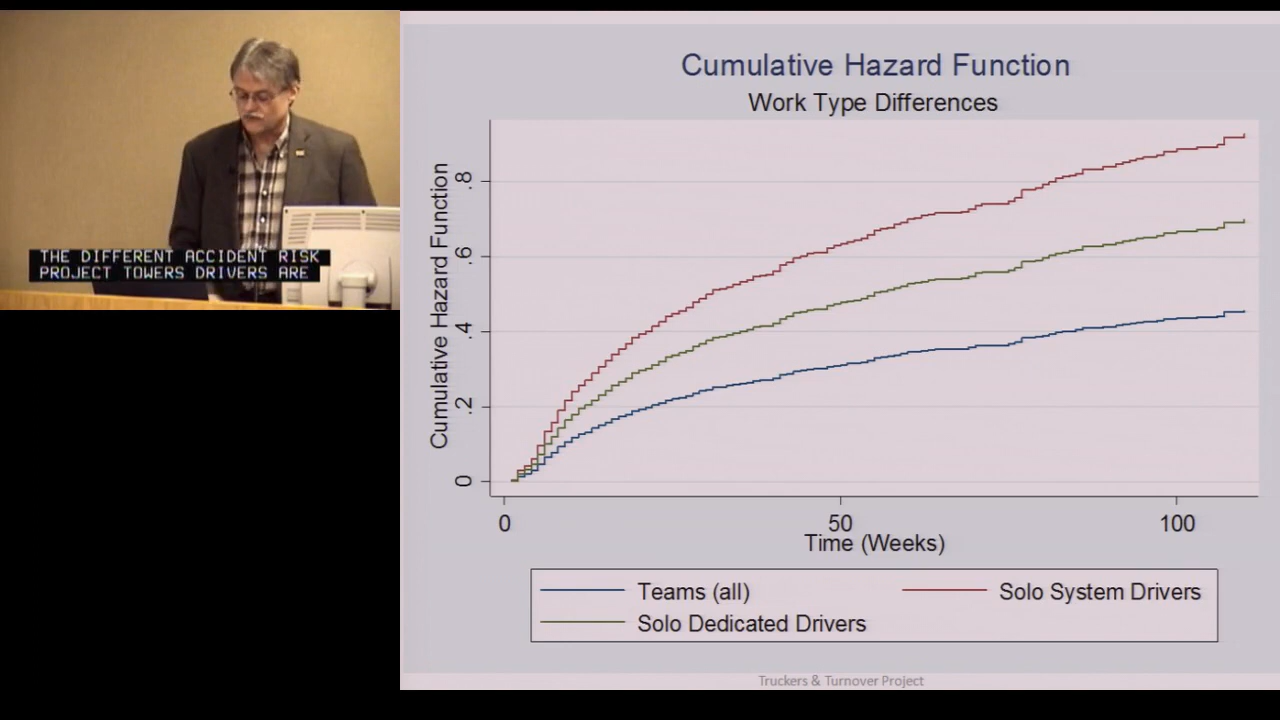 THE DIFFERENT ACCIDENT RISK
PROJECT TOWERS DRIVERS ARE
Cumulative Hazard Function
Work Type Differences
Cumulative Hazard Function
.8
.6
.4
.2
0
0 50 100
Time (Weeks)
Teams (all) Solo System Drivers
Solo Dedicated Drivers
Truckers & Turnover Project